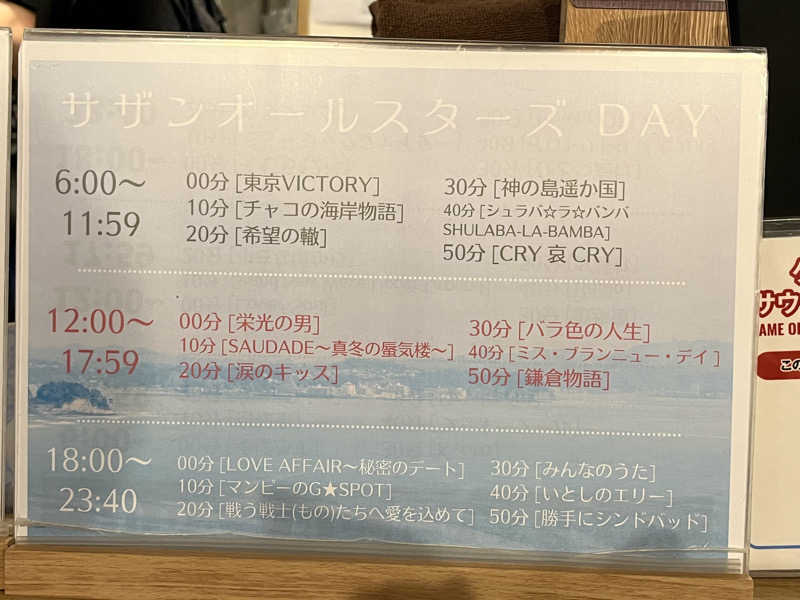 サザンオールスターズ DAY
6:00～
11:59
00分 [東京VICTORY]
10分 [チャコの海岸物語]
20分 [希望の轍]
30分 [神の島遥か国]
40分 [シュラバ☆ラ☆バンバ
SHULABA-LA-BAMBA]
50分 [CRY 哀 CRY]
12:00～
17:59
00分 [栄光の男]
10分 [SAUDADE～真冬の蜃気楼～]
20分 [涙のキッス]
30分 [バラ色の人生]
40分 [ミス・ブランニュー・デイ]
50分 [鎌倉物語]
18:00～
23:40
00分 [LOVE AFFAIR～秘密のデート]
10分 [マンピーのG★SPOT]
20分 [戦う戦士(もの)たちへ愛を込めて]
30分 [みんなのうた]
40分 [いとしのエリー]
50分 [勝手にシンドバッド]
サウ
AME O
この